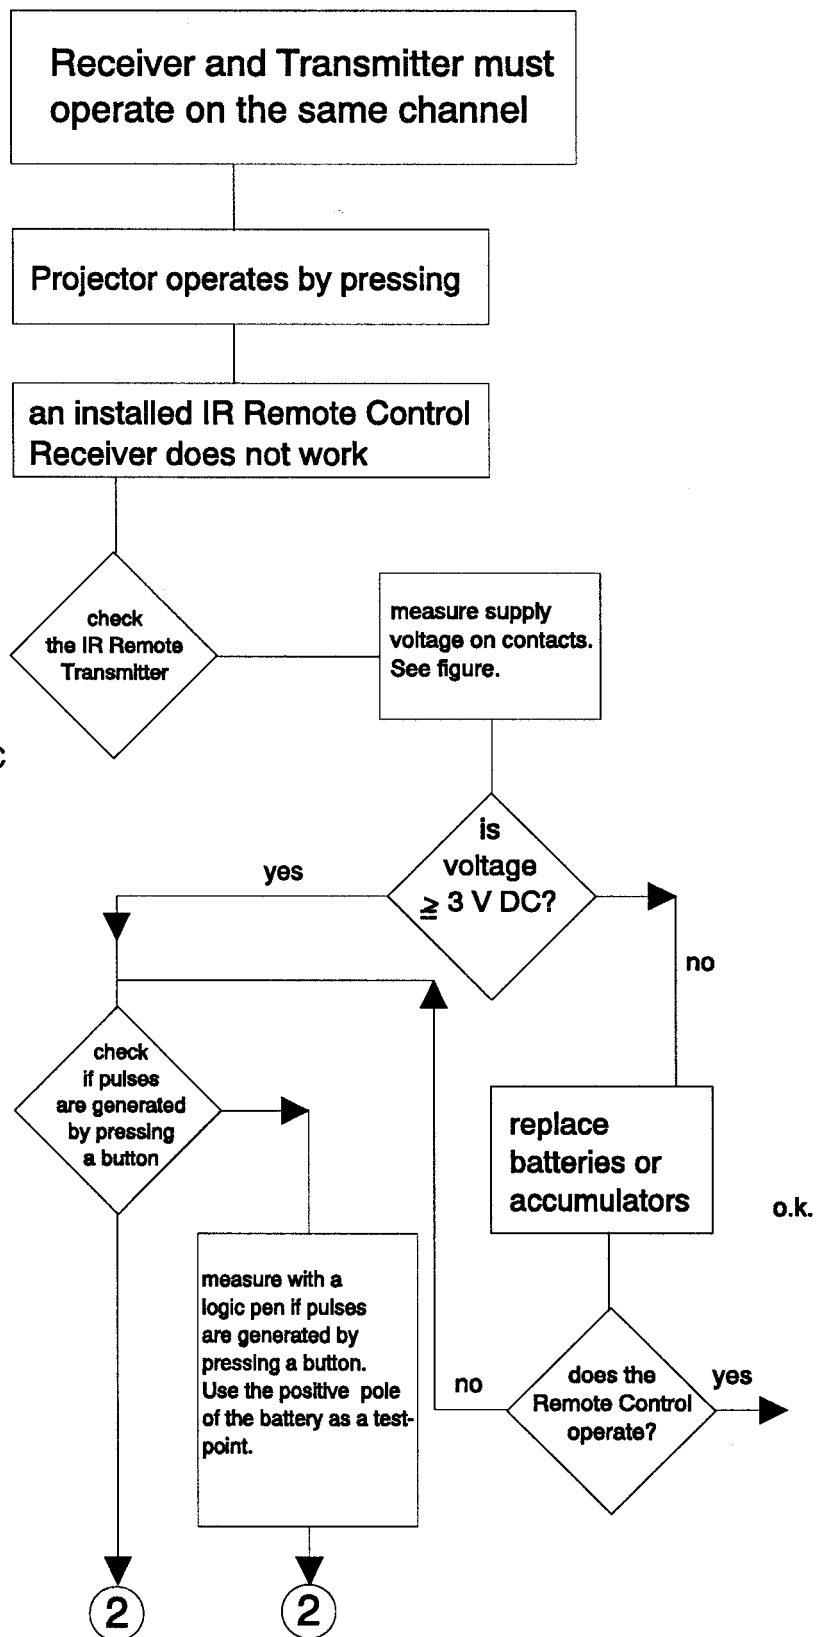 Receiver and Transmitter must
operate on the same channel
Projector operates by pressing
an installed IR Remote Control
Receiver does not work
check
the IR Remote
Transmitter
measure supply
voltage on contacts.
See figure.
c
is
voltage
≧ 3 V DC?
yes
no
check
if pulses
are generated
by pressing
a button
replace
batteries or
accumulators
o.k.
measure with a
logic pen if pulses
are generated by
pressing a button.
Use the positive pole
of the battery as a test-
point.
no
does the
Remote Control
operate?
yes
2
2